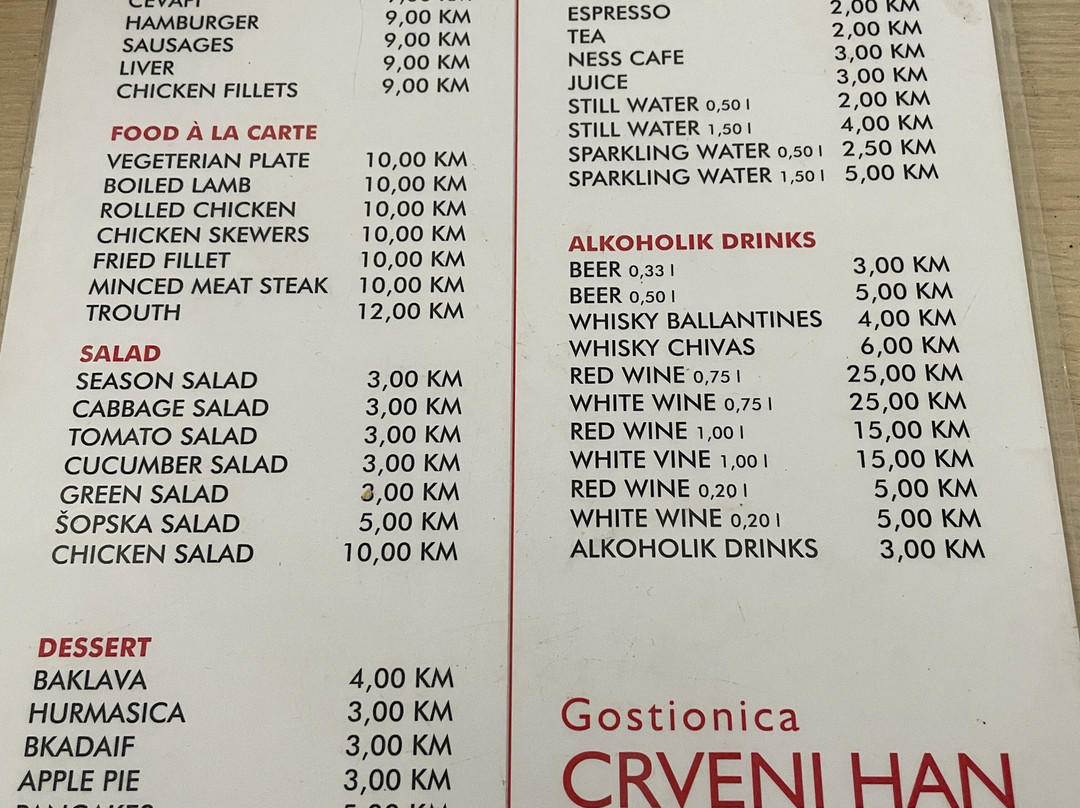 ĆEVAPI 9,00 KM
HAMBURGER 9,00 KM
SAUSAGES 9,00 KM
LIVER 9,00 KM
CHICKEN FILLETS 9,00 KM
FOOD À LA CARTE
VEGETERIAN PLATE 10,00 KM
BOILED LAMB 10,00 KM
ROLLED CHICKEN 10,00 KM
CHICKEN SKEWERS 10,00 KM
FRIED FILLET 10,00 KM
MINCED MEAT STEAK 10,00 KM
TROUTH 12,00 KM
SALAD
SEASON SALAD 3,00 KM
CABBAGE SALAD 3,00 KM
TOMATO SALAD 3,00 KM
CUCUMBER SALAD 3,00 KM
GREEN SALAD 3,00 KM
ŠOPSKA SALAD 5,00 KM
CHICKEN SALAD 10,00 KM
DESSERT
BAKLAVA 4,00 KM
HURMASICA 3,00 KM
BKADAIF 3,00 KM
APPLE PIE 3,00 KM
PANCAKES 5,00 KM
ESPRESSO 2,00 KM
TEA 2,00 KM
NESS CAFE 3,00 KM
JUICE 3,00 KM
STILL WATER 0,50 l 2,00 KM
STILL WATER 1,50 l 4,00 KM
SPARKLING WATER 0,50 l 2,50 KM
SPARKLING WATER 1,50 l 5,00 KM
ALKOHOLIK DRINKS
BEER 0,33 l 3,00 KM
BEER 0,50 l 5,00 KM
WHISKY BALLANTINES 4,00 KM
WHISKY CHIVAS 6,00 KM
RED WINE 0,75 l 25,00 KM
WHITE WINE 0,75 l 25,00 KM
RED WINE 1,00 l 15,00 KM
WHITE VINE 1,00 l 15,00 KM
RED WINE 0,20 l 5,00 KM
WHITE WINE 0,20 l 5,00 KM
ALKOHOLIK DRINKS 3,00 KM
Gostionica
CRVENI HAN